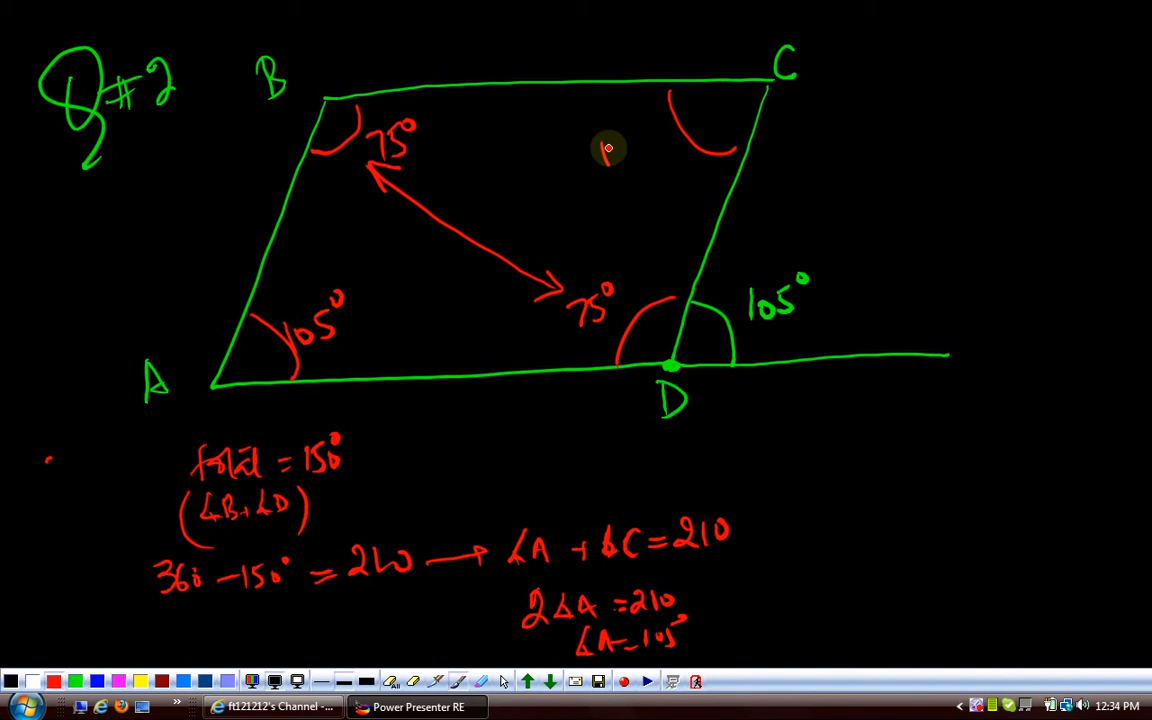 Q#2
B
C
75°
75°
105°
105°
A
D
total = 150°
(∡B+∡D)
360 - 150° = 210 → ∡A + ∡C = 210
2∡A = 210
∡A = 105°
ft121212's Channel - ...
Power Presenter RE
12:34 PM